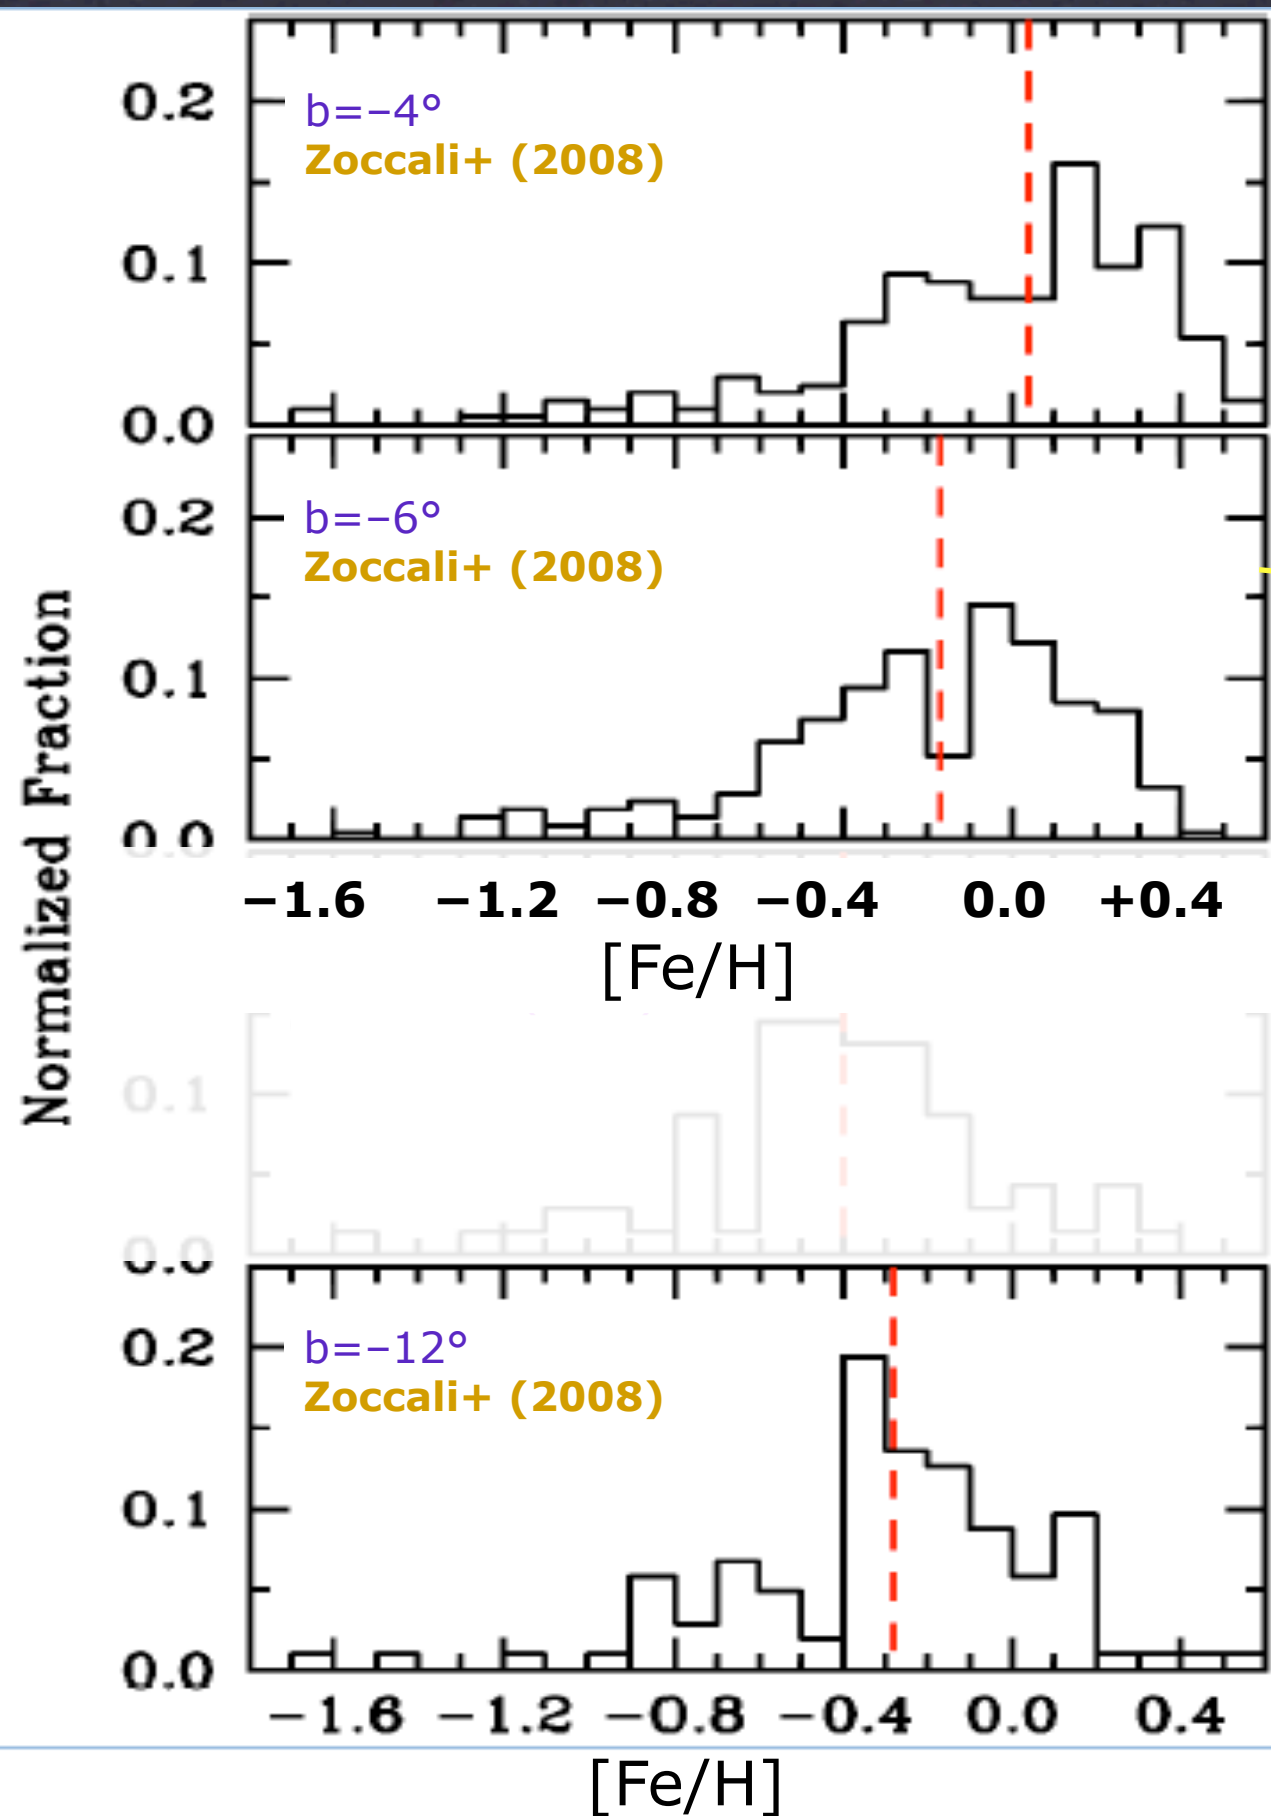 0.2
b=−4°
Zoccali+ (2008)
0.1
0.0
0.2
b=−6°
Zoccali+ (2008)
0.1
0.0
Normalized Fraction
−1.6 −1.2 −0.8 −0.4 0.0 +0.4
[Fe/H]
0.1
0.0
0.2
b=−12°
Zoccali+ (2008)
0.1
0.0
−1.6 −1.2 −0.8 −0.4 0.0 0.4
[Fe/H]